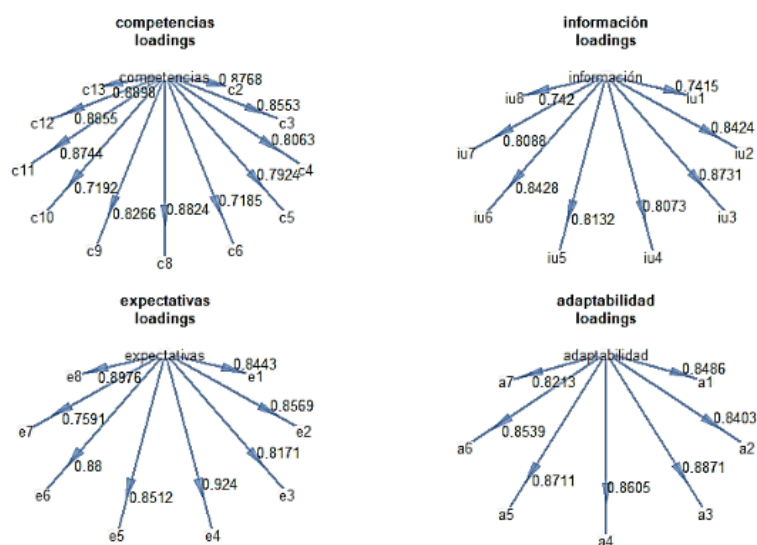 competencias
loadings
competencias
0.8768
c2
0.8553
c3
0.8063
c4
0.7924
c5
0.7185
c6
0.8824
c8
0.8266
c9
0.7192
c10
0.8744
c11
0.8855
c12
0.8898
c13
información
loadings
información
0.7415
iu1
0.8424
iu2
0.8731
iu3
0.8073
iu4
0.8132
iu5
0.8428
iu6
0.8088
iu7
0.742
iu8
expectativas
loadings
expectativas
0.8443
e1
0.8569
e2
0.8171
e3
0.924
e4
0.8512
e5
0.88
e6
0.7591
e7
0.8976
e8
adaptabilidad
loadings
adaptabilidad
0.8486
a1
0.8403
a2
0.8871
a3
0.8605
a4
0.8711
a5
0.8539
a6
0.8213
a7